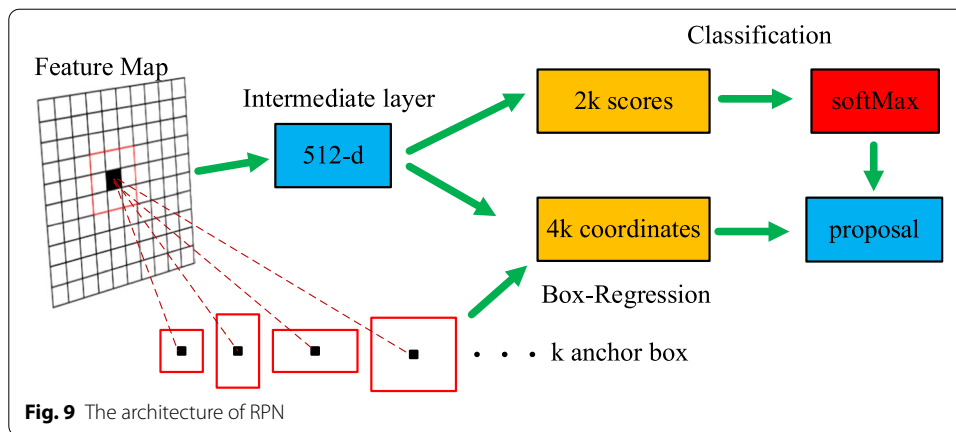 Classification
Feature Map
Intermediate layer
2k scores
softMax
512-d
4k coordinates
proposal
Box-Regression
k anchor box
Fig. 9 The architecture of RPN